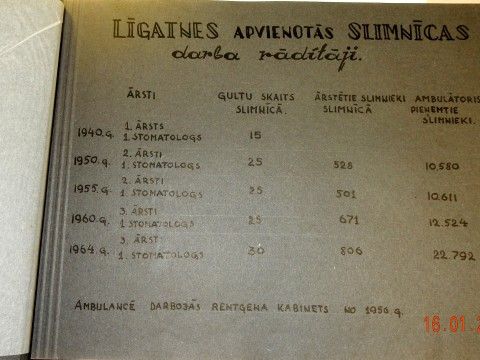 LĪGATNES APVIENOTĀS SLIMNĪCAS
darba rādītāji.
ĀRSTI GULTU SKAITS SLIMNĪCĀ. ĀRSTĒTIE SLIMNIEKI SLIMNĪCĀ AMBULATORIS PIEŅEMTIE SLIMNIEKI.
1940.g. 1. ĀRSTS 15
1. STOMATOLOGS
1950.g. 2. ĀRSTI 25 528 10.580
1. STOMATOLOGS
1955.g. 2. ĀRSTI 25 501 10.611
1. STOMATOLOGS
1960.g. 3. ĀRSTI 25 671 12.524
1. STOMATOLOGS
1964.g. 3. ĀRSTI 30 806 22.792
1. STOMATOLOGS
AMBULANCĒ DARBOJĀS RENTGENA KABINETS NO 1956.g.
16.01.2